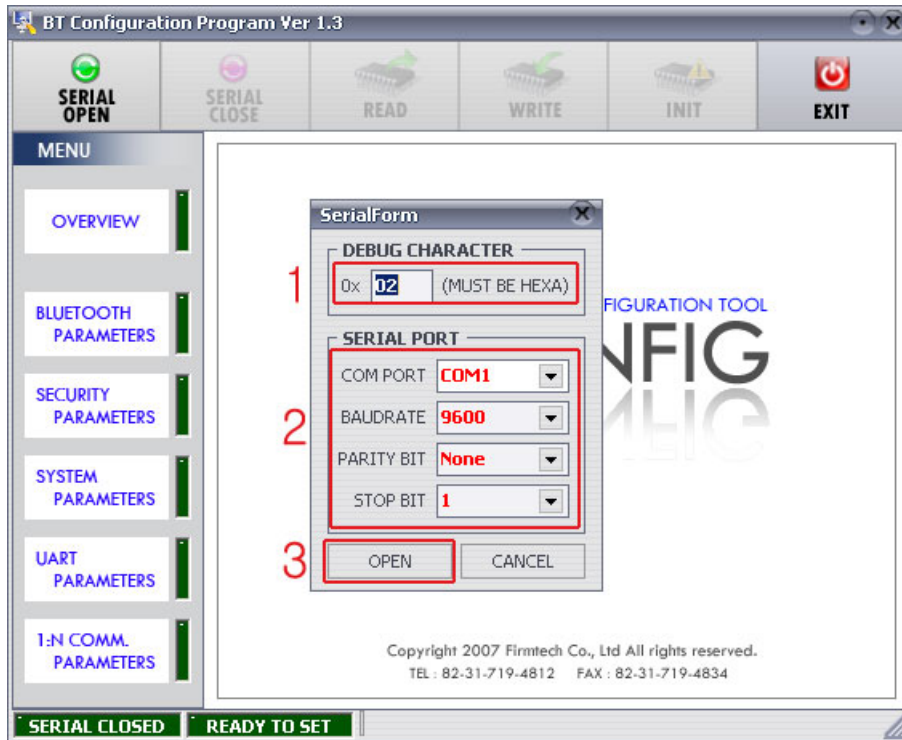 BT Configuration Program Ver 1.3
SERIAL OPEN
SERIAL CLOSE
READ
WRITE
INIT
EXIT
MENU
OVERVIEW
BLUETOOTH
PARAMETERS
SECURITY
PARAMETERS
SYSTEM
PARAMETERS
UART
PARAMETERS
1:N COMM.
PARAMETERS
SerialForm
DEBUG CHARACTER
1
0x 02 (MUST BE HEXA)
FIGURATION TOOL
NFIG
SERIAL PORT
2
COM PORT COM1
BAUDRATE 9600
PARITY BIT None
STOP BIT 1
3
OPEN CANCEL
Copyright 2007 Firmtech Co., Ltd All rights reserved.
TEL : 82-31-719-4812 FAX : 82-31-719-4834
SERIAL CLOSED READY TO SET